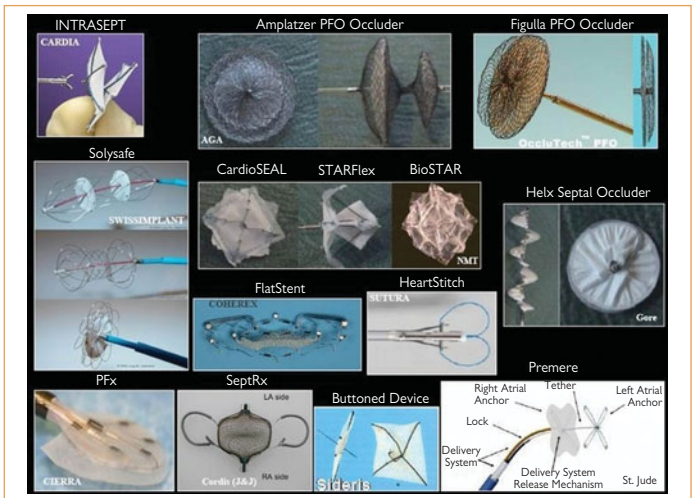 INTRASEPT
Amplatzer PFO Occluder
Figulla PFO Occluder
CARDIA
AGA
OccluTech™ PFO
Solysafe
SWISSIMPLANT
CardioSEAL
STARFlex
BioSTAR
NMT
Helx Septal Occluder
Gore
FlatStent
COHEREX
HeartStitch
SUTURA
PFx
CIERRA
SeptRx
LA side
RA side
Cordis (J&J)
Buttoned Device
Sideris
Premere
Right Atrial
Anchor
Tether
Left Atrial
Anchor
Lock
Delivery
System
Delivery System
Release Mechanism
St. Jude